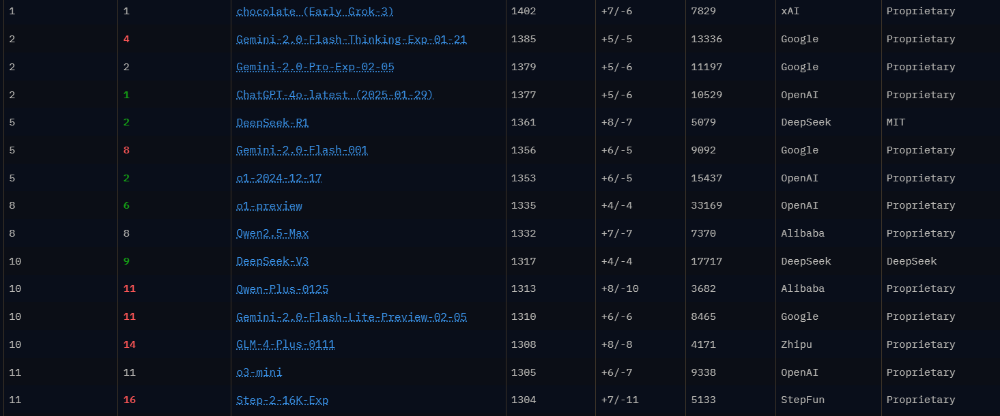 1 1 chocolate (Early Grok-3) 1402 +7/-6 7829 xAI Proprietary
2 4 Gemini-2.0-Flash-Thinking-Exp-01-21 1385 +5/-5 13336 Google Proprietary
2 2 Gemini-2.0-Pro-Exp-02-05 1379 +5/-6 11197 Google Proprietary
2 1 ChatGPT-4o-latest (2025-01-29) 1377 +5/-6 10529 OpenAI Proprietary
5 2 DeepSeek-R1 1361 +8/-7 5079 DeepSeek MIT
5 8 Gemini-2.0-Flash-001 1356 +6/-5 9092 Google Proprietary
5 2 o1-2024-12-17 1353 +6/-5 15437 OpenAI Proprietary
8 6 o1-preview 1335 +4/-4 33169 OpenAI Proprietary
8 8 Qwen2.5-Max 1332 +7/-7 7370 Alibaba Proprietary
10 9 DeepSeek-V3 1317 +4/-4 17717 DeepSeek DeepSeek
10 11 Qwen-Plus-0125 1313 +8/-10 3682 Alibaba Proprietary
10 11 Gemini-2.0-Flash-Lite-Preview-02-05 1310 +6/-6 8465 Google Proprietary
10 14 GLM-4-Plus-0111 1308 +8/-8 4171 Zhipu Proprietary
11 11 o3-mini 1305 +6/-7 9338 OpenAI Proprietary
11 16 Step-2-16K-Exp 1304 +7/-11 5133 StepFun Proprietary